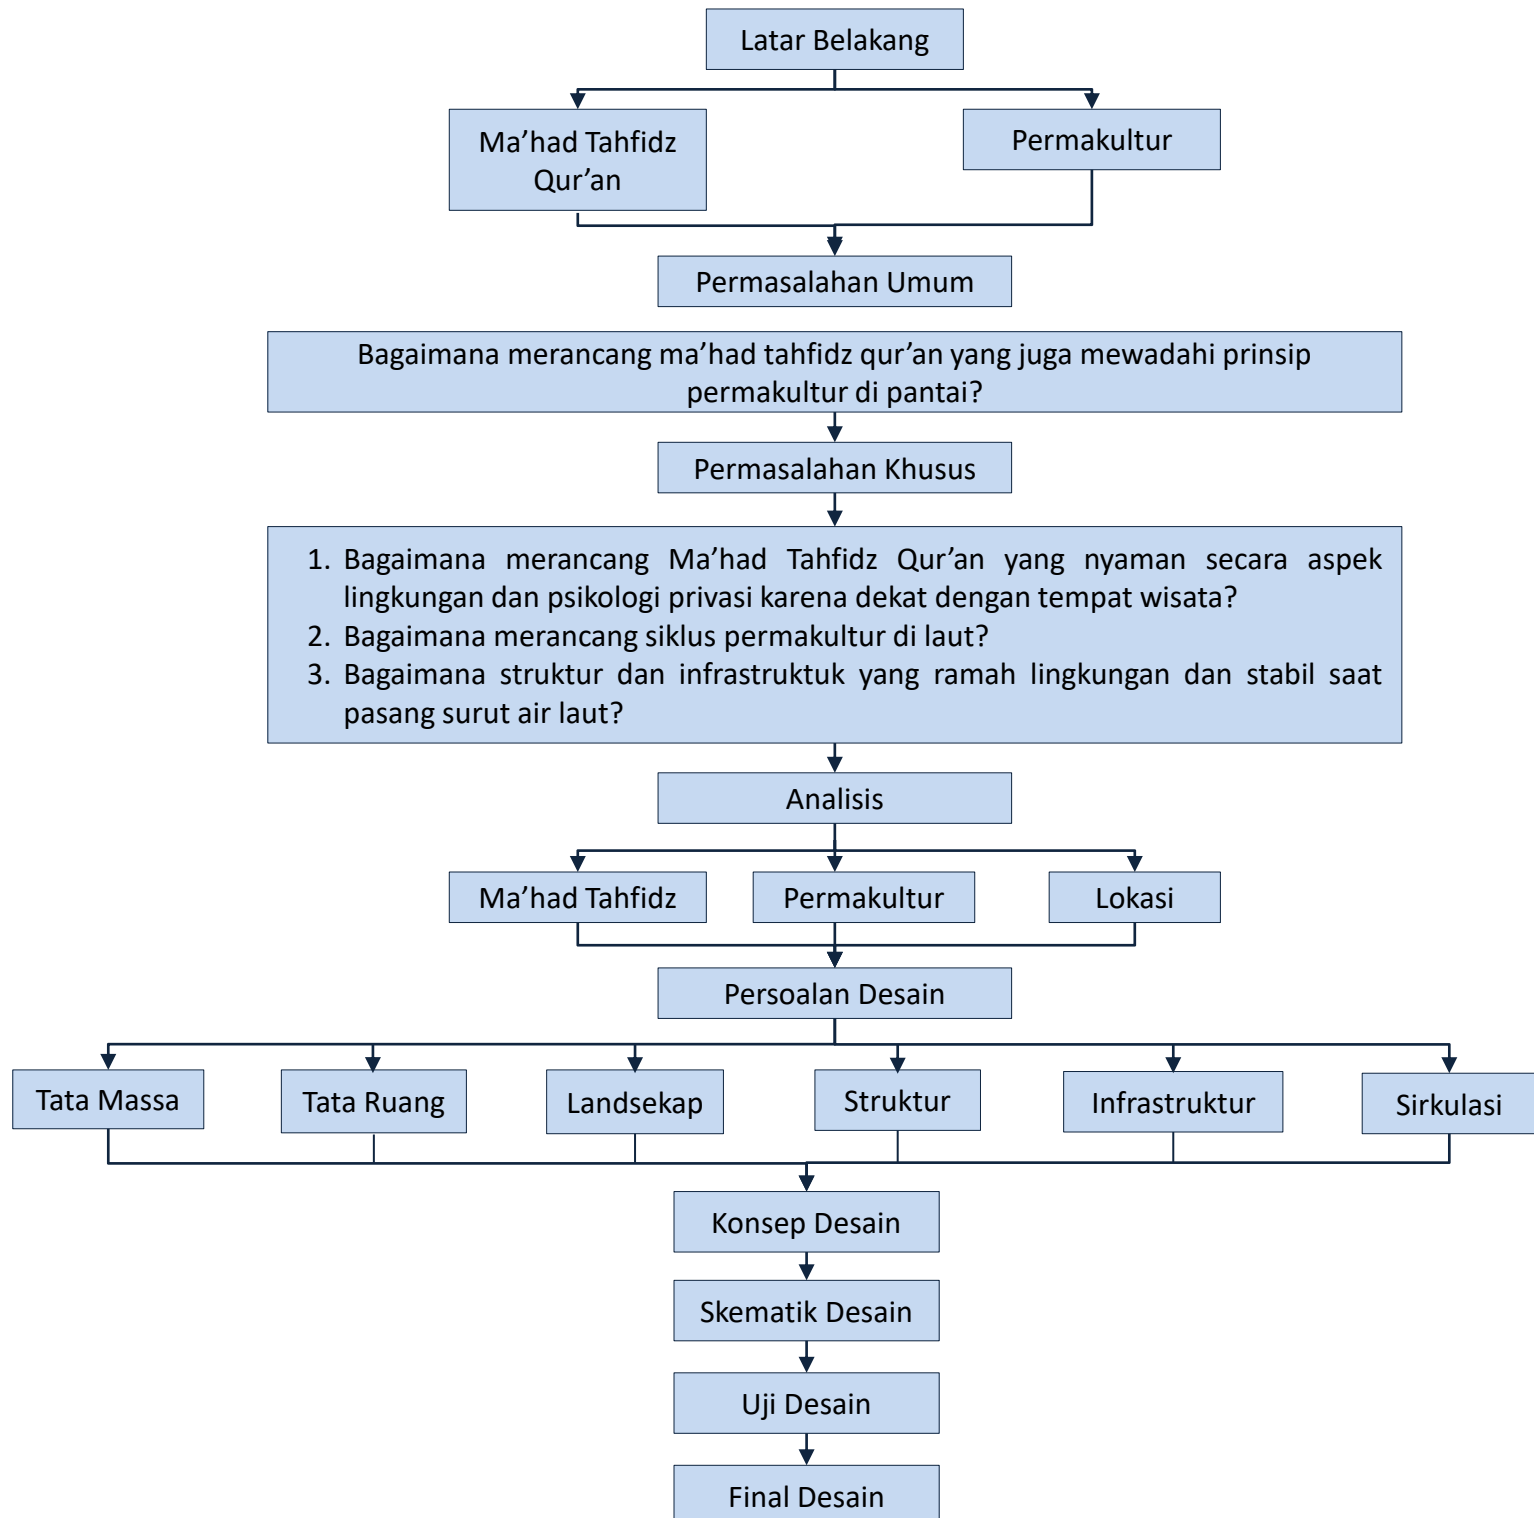 Latar Belakang
Ma’had Tahfidz
Qur’an
Permakultur
Permasalahan Umum
Bagaimana merancang ma’had tahfidz qur’an yang juga mewadahi prinsip
permakultur di pantai?
Permasalahan Khusus
1. Bagaimana merancang Ma’had Tahfidz Qur’an yang nyaman secara aspek
lingkungan dan psikologi privasi karena dekat dengan tempat wisata?
2. Bagaimana merancang siklus permakultur di laut?
3. Bagaimana struktur dan infrastruktuk yang ramah lingkungan dan stabil saat
pasang surut air laut?
Analisis
Ma’had Tahfidz
Permakultur
Lokasi
Persoalan Desain
Tata Massa
Tata Ruang
Landsekap
Struktur
Infrastruktur
Sirkulasi
Konsep Desain
Skematik Desain
Uji Desain
Final Desain